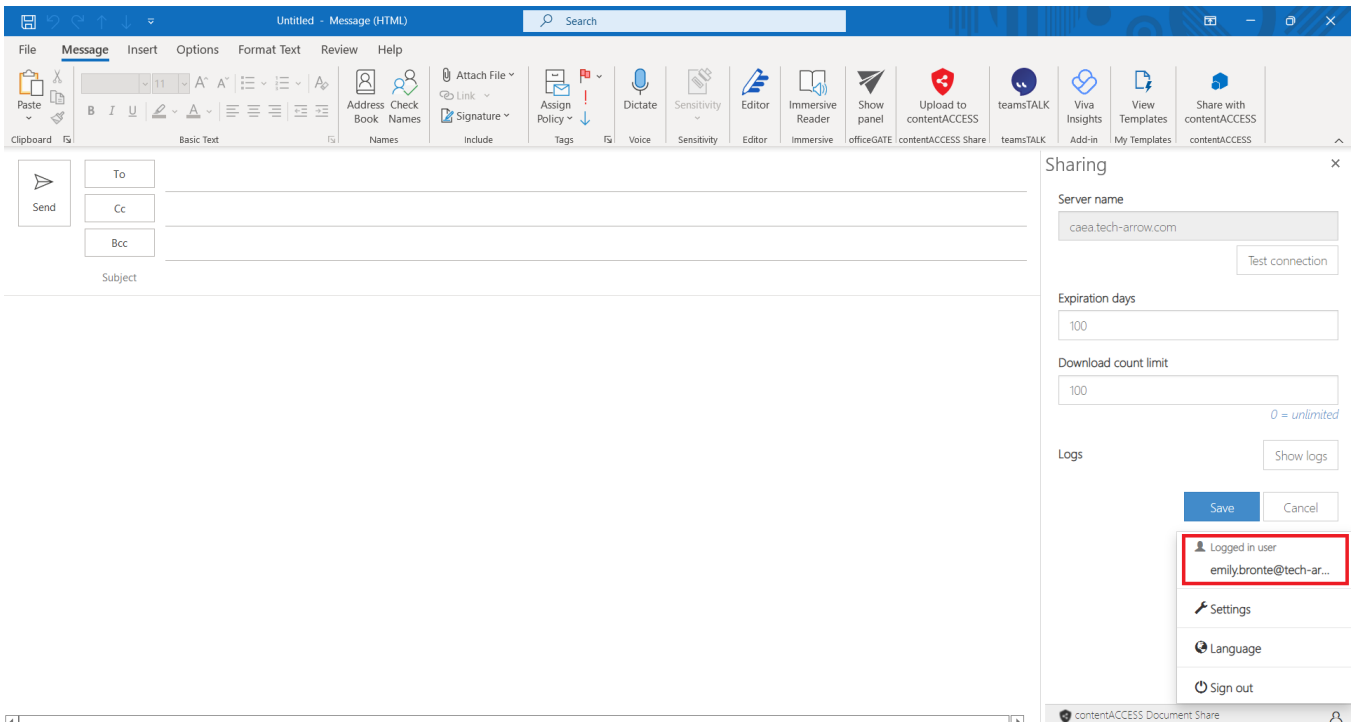 Untitled - Message (HTML)
Search
File Message Insert Options Format Text Review Help
Paste
Clipboard
11
A A
B I U A
Basic Text
Address Book
Check Names
Names
Attach File
Link
Signature
Include
Assign Policy
Tags
Dictate
Voice
Sensitivity
Sensitivity
Editor
Editor
Immersive Reader
Immersive
Show panel
officeGATE
Upload to contentACCESS
contentACCESS Share
teamsTALK
teamsTALK
Viva Insights
Add-in
View Templates
My Templates
Share with contentACCESS
contentACCESS
Send
To
Cc
Bcc
Subject
Sharing
Server name
caea.tech-arrow.com
Test connection
Expiration days
100
Download count limit
100
0 = unlimited
Logs
Show logs
Save
Cancel
Logged in user
emily.bronte@tech-ar...
Settings
Language
Sign out
contentACCESS Document Share